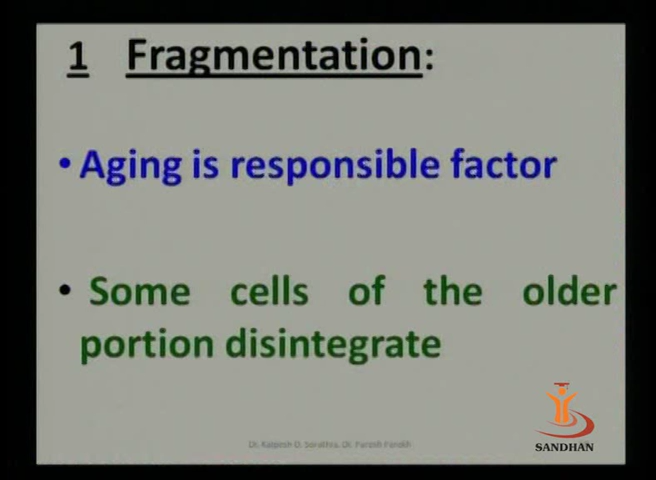 1 Fragmentation:
• Aging is responsible factor
• Some cells of the older
portion disintegrate
SANDHAN